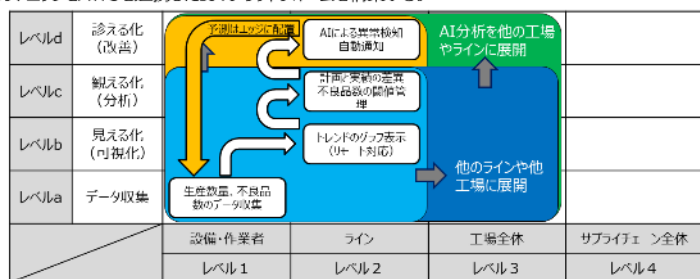 レベルd
診える化
(改善)
予測はエッジに配置
AIによる異常検知
自動通知
AI分析を他の工場
やラインに展開
レベルc
観える化
(分析)
計画と実績の差異
不良品数の閾値管
理
レベルb
見える化
(可視化)
トレンドのグラフ表示
(リモート対応)
他のラインや他
工場に展開
レベルa
データ収集
生産数量、不良品
数のデータ収集
設備・作業者
ライン
工場全体
サプライチェーン全体
レベル1
レベル2
レベル3
レベル4